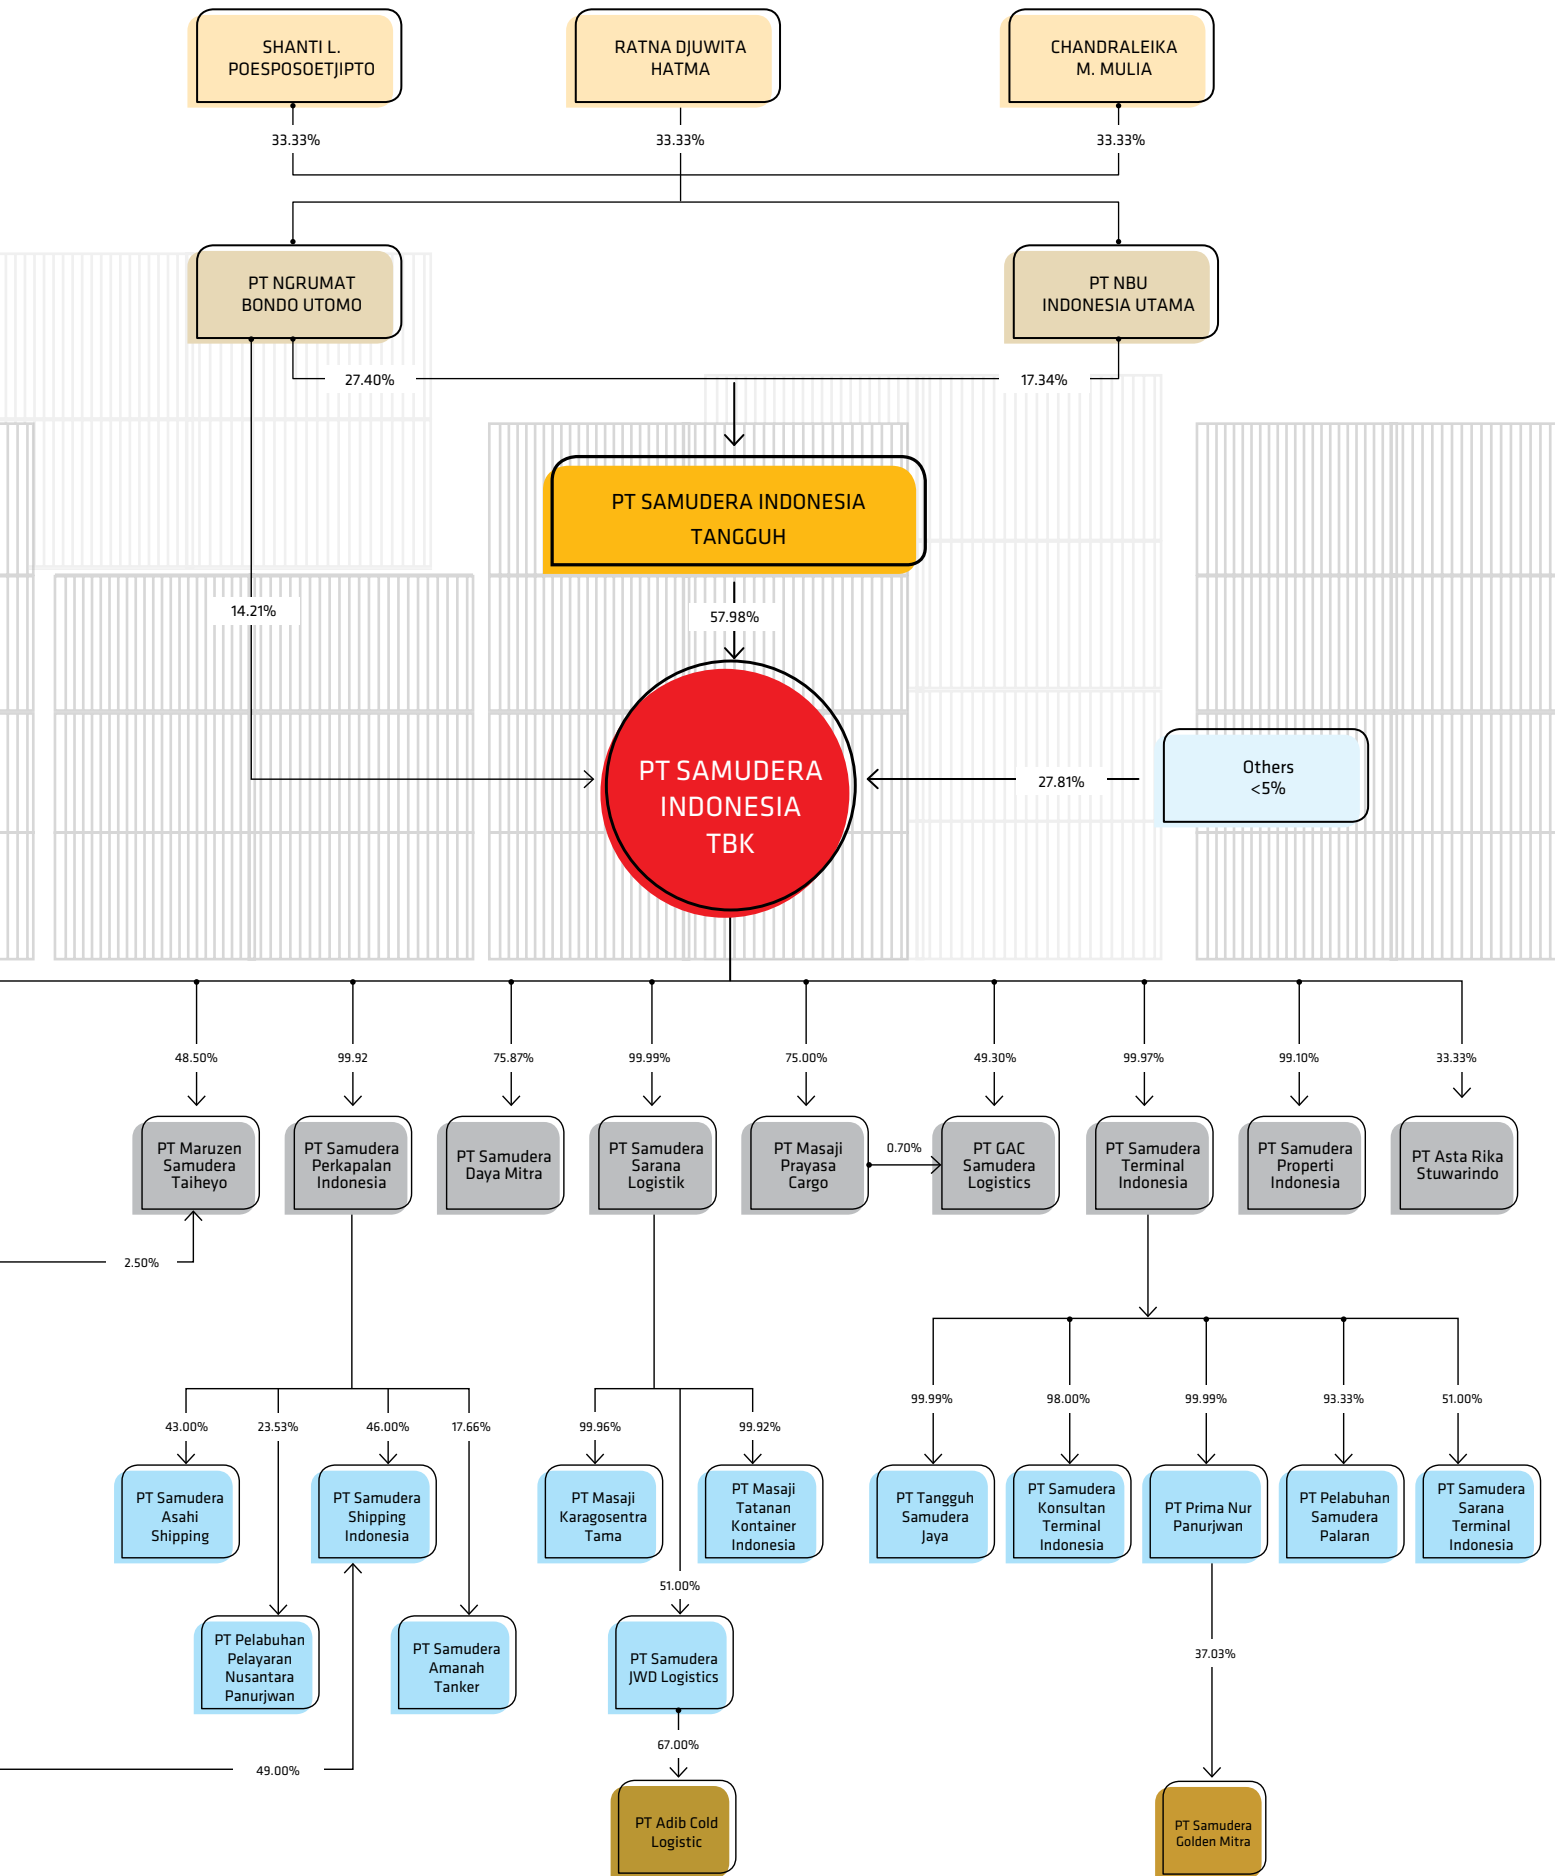 SHANTI L.
POESPOSOETJIPTO
RATNA DJUWITA
HATMA
CHANDRALEIKA
M. MULIA
33.33%
33.33%
33.33%
PT NGRUMAT
BONDO UTOMO
PT NBU
INDONESIA UTAMA
27.40%
17.34%
PT SAMUDERA INDONESIA
TANGGUH
14.21%
57.98%
PT SAMUDERA
INDONESIA
TBK
27.81%
Others
<5%
48.50%
99.92
75.87%
99.99%
75.00%
49.30%
99.97%
99.10%
33.33%
PT Maruzen
Samudera
Taiheyo
PT Samudera
Perkapalan
Indonesia
PT Samudera
Daya Mitra
PT Samudera
Sarana
Logistik
PT Masaji
Prayasa
Cargo
0.70%
PT GAC
Samudera
Logistics
PT Samudera
Terminal
Indonesia
PT Samudera
Properti
Indonesia
PT Asta Rika
Stuwarindo
2.50%
43.00%
23.53%
46.00%
17.66%
99.96%
99.92%
99.99%
98.00%
99.99%
93.33%
51.00%
PT Samudera
Asahi
Shipping
PT Samudera
Shipping
Indonesia
PT Masaji
Karagosentra
Tama
PT Masaji
Tatanan
Kontainer
Indonesia
PT Tangguh
Samudera
Jaya
PT Samudera
Konsultan
Terminal
Indonesia
PT Prima Nur
Panurjwan
PT Pelabuhan
Samudera
Palaran
PT Samudera
Sarana
Terminal
Indonesia
51.00%
PT Pelabuhan
Pelayaran
Nusantara
Panurjwan
PT Samudera
Amanah
Tanker
PT Samudera
JWD Logistics
37.03%
67.00%
49.00%
PT Adib Cold
Logistic
PT Samudera
Golden Mitra